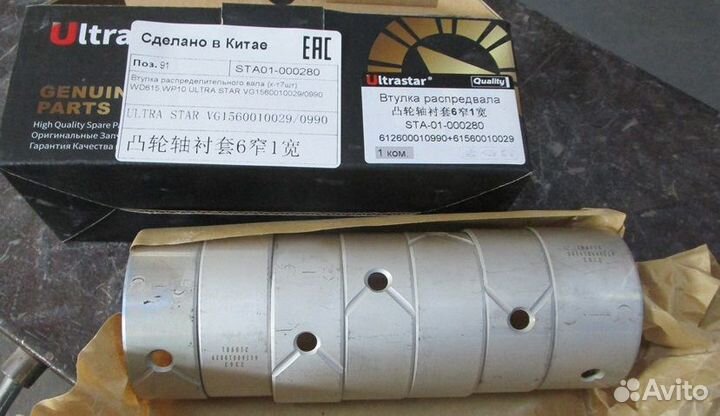 Ultrastar
GENUINE
PARTS
High Quality Spare
Оригинальные
Гарантия Качества
Сделано в Китае
EAC
Поз. 91
STA01-000280
Втулка распределительного вала (к-т7шт)
WD615,WP10 ULTRA STAR VG1560010029/0990
ULTRA STAR VG1560010029/0990
凸轮轴衬套6窄1宽
Ultrastar
Quality
Втулка распредвала
凸轮轴衬套6窄1宽
STA-01-000280
612600010990+61560010029
1 ком.
Avito